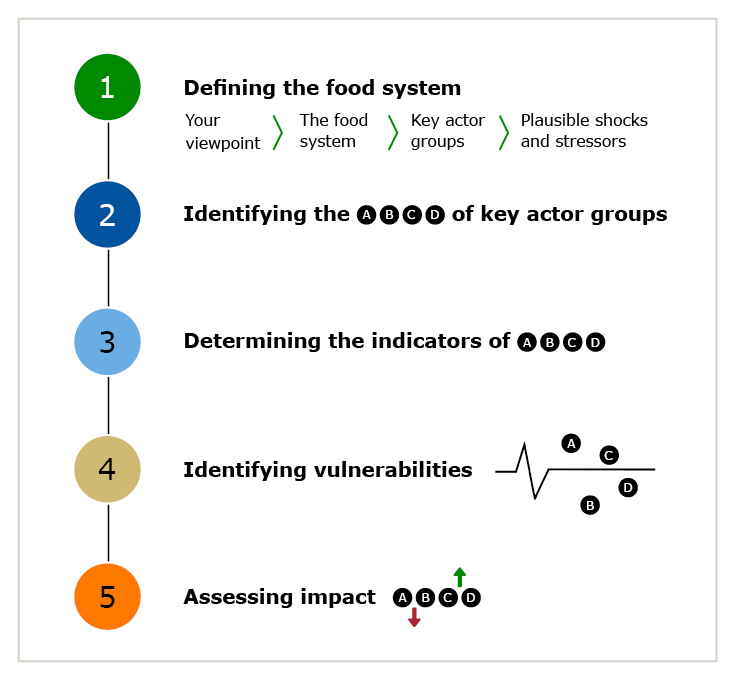 1
Defining the food system
Your viewpoint
The food system
Key actor groups
Plausible shocks and stressors
2
Identifying the A B C D of key actor groups
3
Determining the indicators of A B C D
4
Identifying vulnerabilities
A
C
D
B
5
Assessing impact A B C D